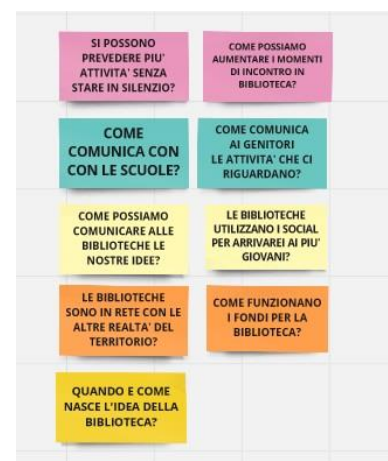 SI POSSONO
PREVEDERE PIU'
ATTIVITA' SENZA
STARE IN SILENZIO?
COME POSSIAMO
AUMENTARE I MOMENTI
DI INCONTRO IN
BIBLIOTECA?
COME
COMUNICA CON
CON LE SCUOLE?
COME COMUNICA
AI GENITORI
LE ATTIVITA' CHE CI
RIGUARDANO?
COME POSSIAMO
COMUNICARE ALLE
BIBLIOTECHE LE
NOSTRE IDEE?
LE BIBLIOTECHE
UTILIZZANO I SOCIAL
PER ARRIVAREI AI PIU'
GIOVANI?
LE BIBLIOTECHE
SONO IN RETE CON LE
ALTRE REALTA' DEL
TERRITORIO?
COME FUNZIONANO
I FONDI PER LA
BIBLIOTECA?
QUANDO E COME
NASCE L'IDEA DELLA
BIBLIOTECA?